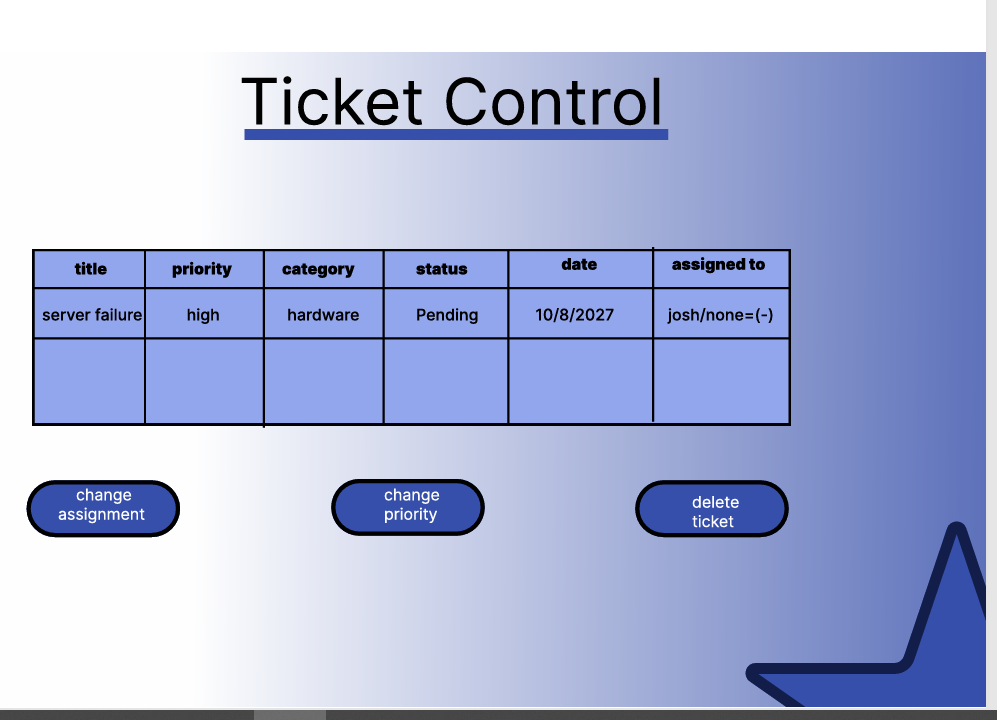 Ticket Control
title priority category status date assigned to
server failure high hardware Pending 10/8/2027 josh/none=(-)
change
assignment
change
priority
delete
ticket